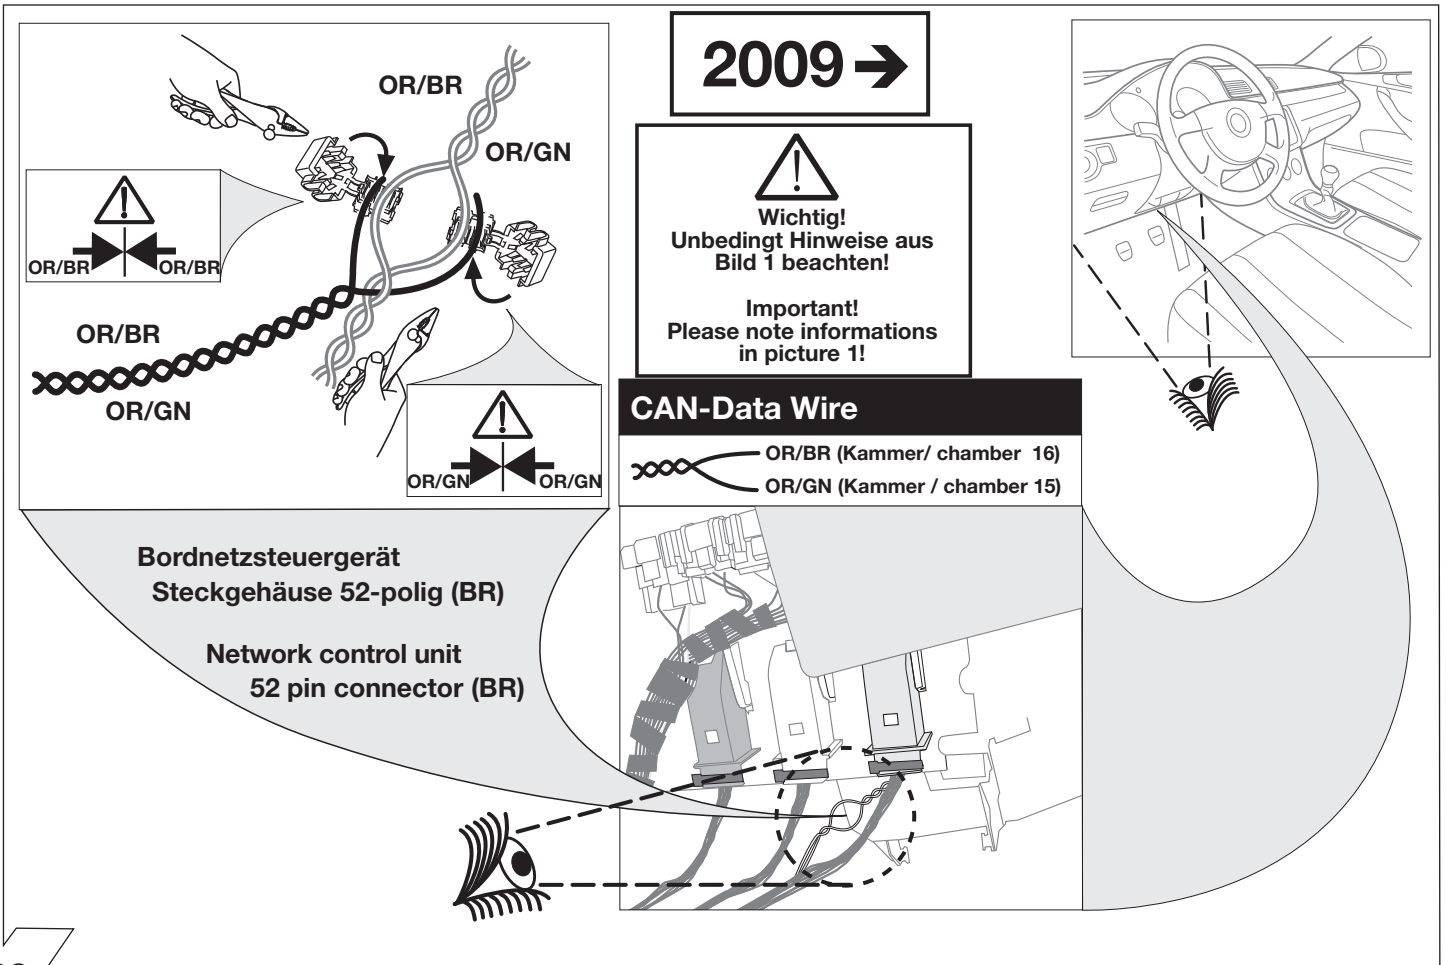 2009 →
OR/BR
OR/GN
OR/BR OR/BR
OR/BR
OR/GN
OR/GN OR/GN
Wichtig!
Unbedingt Hinweise aus
Bild 1 beachten!
Important!
Please note informations
in picture 1!
CAN-Data Wire
OR/BR (Kammer/ chamber 16)
OR/GN (Kammer / chamber 15)
Bordnetzsteuergerät
Steckgehäuse 52-polig (BR)
Network control unit
52 pin connector (BR)